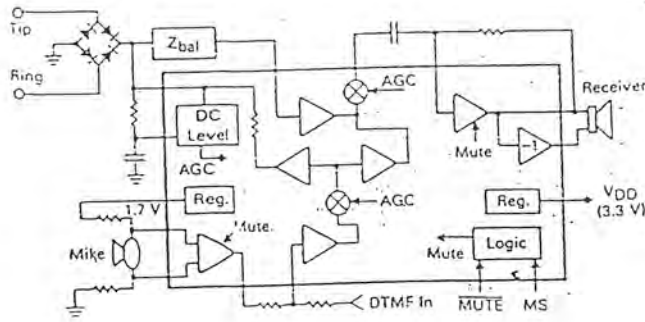 Tip
Zbal
Ring
AGC
Receiver
DC
Level
Mute
-1
AGC
Reg.
AGC
Reg.
VDD
(3.3 V)
1.7 V
Mute
Mute
Logic
Mike
DTMF In
MUTE
MS